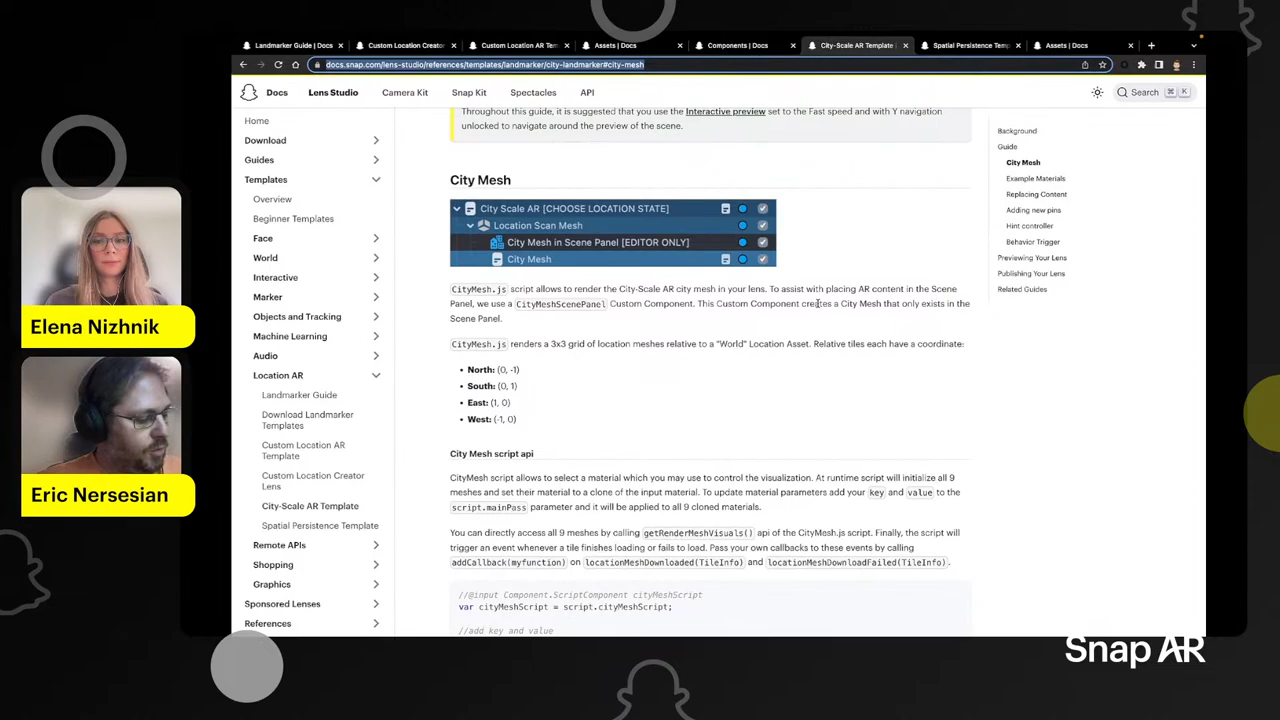 Landmarker Guide | Docs
Custom Location Creator
Custom Location AR Tem
Assets | Docs
Components | Docs
City-Scale AR Template
Spatial Persistence Temp
Assets | Docs
docs.snap.com/lens-studio/references/templates/landmarker/city-landmarker#city-mesh
Docs Lens Studio Camera Kit Snap Kit Spectacles API Search ⌘ K
Home
Download
Guides
Templates
Overview
Beginner Templates
Face
World
Interactive
Marker
Objects and Tracking
Machine Learning
Audio
Location AR
Landmarker Guide
Download Landmarker
Templates
Custom Location AR
Template
Custom Location Creator
Lens
City-Scale AR Template
Spatial Persistence Template
Remote APIs
Shopping
Graphics
Sponsored Lenses
References
Throughout this guide, it is suggested that you use the Interactive preview set to the Fast speed and with Y navigation
unlocked to navigate around the preview of the scene.
City Mesh
City Scale AR [CHOOSE LOCATION STATE]
Location Scan Mesh
City Mesh in Scene Panel [EDITOR ONLY]
City Mesh
CityMesh.js script allows to render the City-Scale AR city mesh in your lens. To assist with placing AR content in the Scene
Panel, we use a CityMeshScenePanel Custom Component. This Custom Component creates a City Mesh that only exists in the
Scene Panel.
CityMesh.js renders a 3x3 grid of location meshes relative to a "World" Location Asset. Relative tiles each have a coordinate:
• North: (0, -1)
• South: (0, 1)
• East: (1, 0)
• West: (-1, 0)
City Mesh script api
CityMesh script allows to select a material which you may use to control the visualization. At runtime script will initialize all 9
meshes and set their material to a clone of the input material. To update material parameters add your key and value to the
script.mainPass parameter and it will be applied to all 9 cloned materials.
You can directly access all 9 meshes by calling getRenderMeshVisuals() api of the CityMesh.js script. Finally, the script will
trigger an event whenever a tile finishes loading or fails to load. Pass your own callbacks to these events by calling
addCallback(myfunction) on locationMeshDownloaded(TileInfo) and locationMeshDownloadFailed(TileInfo).
//@input Component.ScriptComponent cityMeshScript
var cityMeshScript = script.cityMeshScript;
//add key and value
Background
Guide
City Mesh
Example Materials
Replacing Content
Adding new pins
Hint controller
Behavior Trigger
Previewing Your Lens
Publishing Your Lens
Related Guides
Elena Nizhnik
Eric Nersesian
Snap AR